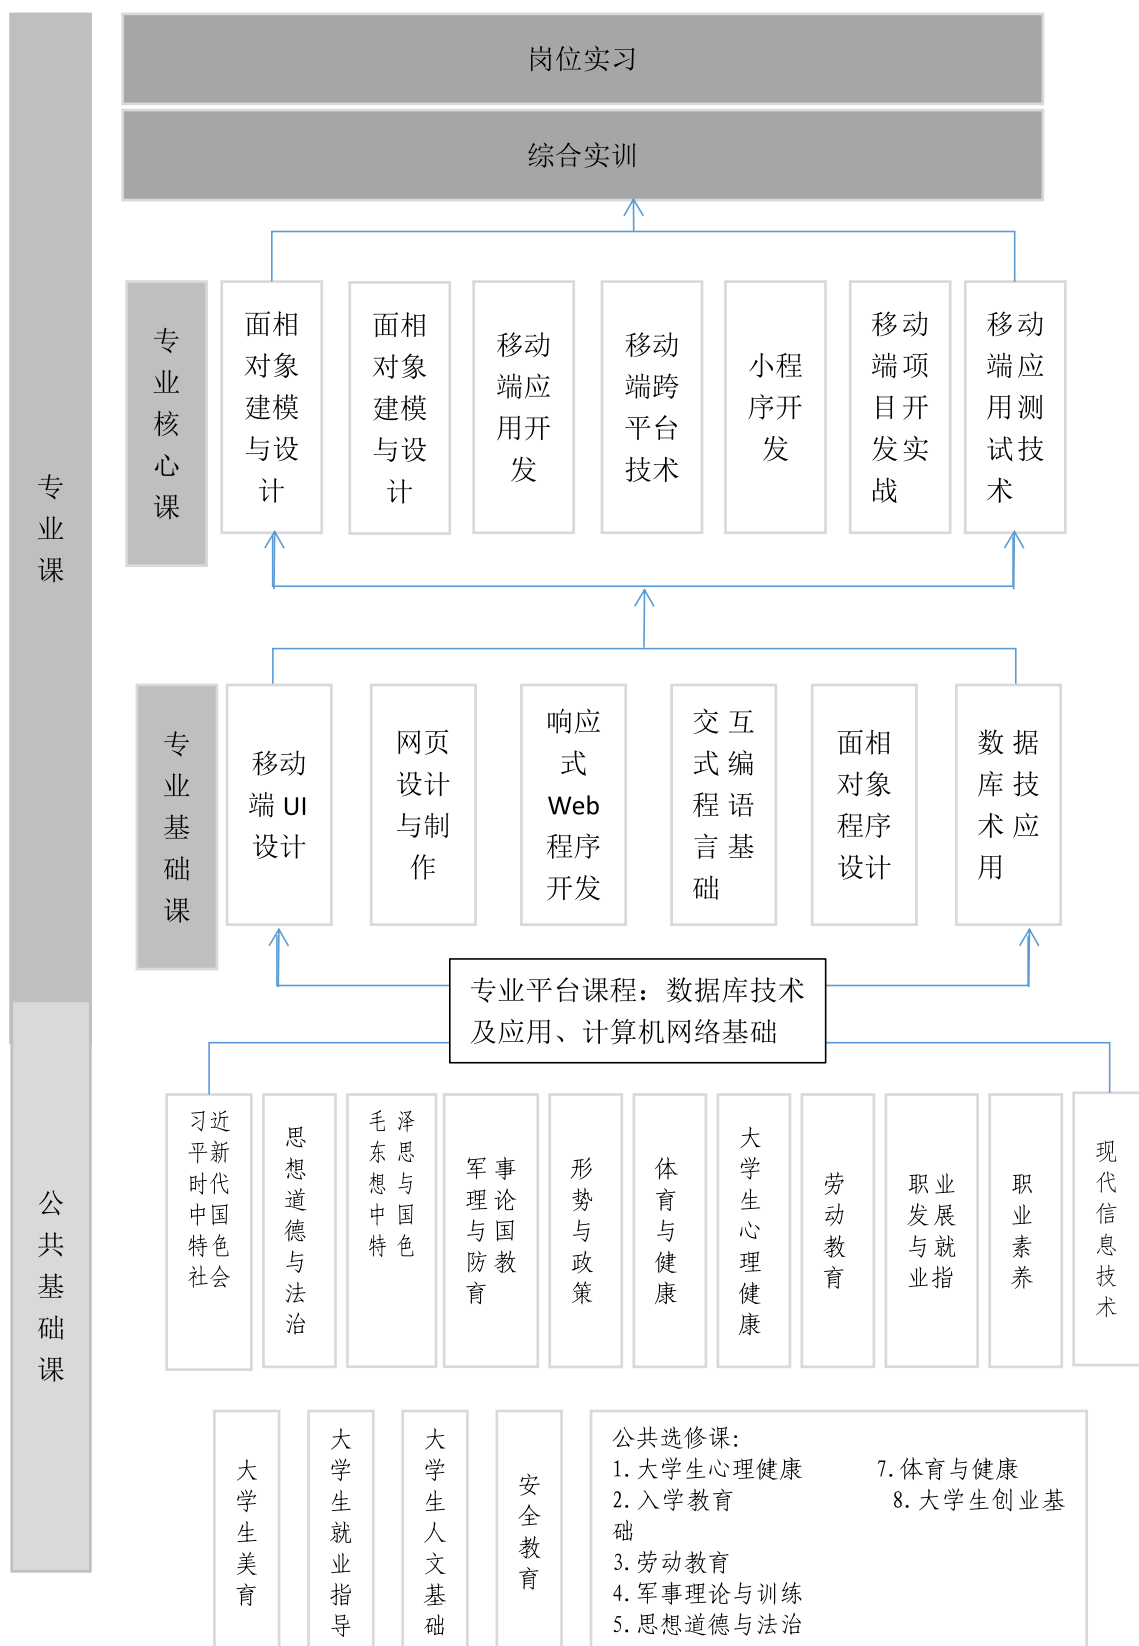 岗位实习
综合实训
专业课
专业核心课
面相
对象
建模
与设
计
面相
对象
建模
与设
计
移动
端应
用开
发
移动
端跨
平台
技术
小程
序开
发
移动
端项
目开
发实
战
移动
端应
用测
试技
术
专业基础课
移动
端 UI
设计
网页
设计
与制
作
响应
式
Web
程序
开发
交互
式编
程语
言基
础
面相
对象
程序
设计
数据
库技
术应
用
专业平台课程：数据库技术
及应用、计算机网络基础
公共基础课
习近
平新
时代
中国
特色
社会
思想道德与法治
毛泽
东思
想与
中国
特色
军事
理论
与国
防教
育
形势与政策
体育与健康
大学生心理健康
劳动教育
职业
发展
与就
业指
职业素养
现代信息技术
大学生美育
大学生就业指导
大学生人文基础
安全教育
公共选修课：
1.大学生心理健康 7.体育与健康
2.入学教育 8.大学生创业基
础
3.劳动教育
4.军事理论与训练
5.思想道德与法治